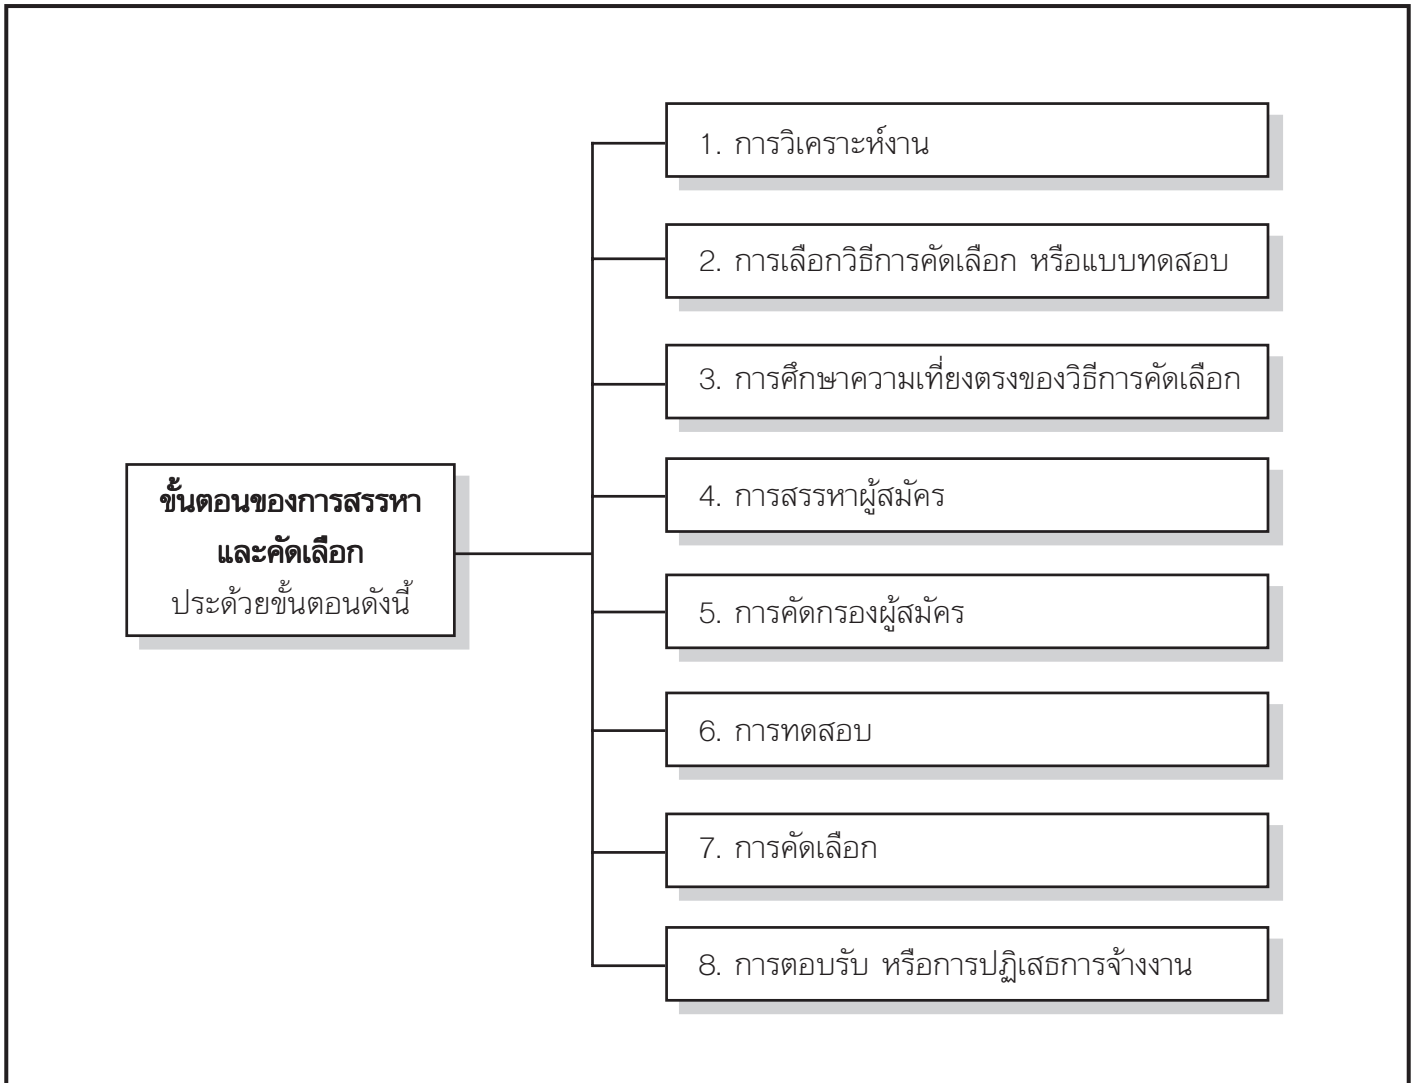 ขั้นตอนของการสรรหา
และคัดเลือก
ประด้วยขั้นตอนดังนี้
1. การวิเคราะห์งาน
2. การเลือกวิธีการคัดเลือก หรือแบบทดสอบ
3. การศึกษาความเที่ยงตรงของวิธีการคัดเลือก
4. การสรรหาผู้สมัคร
5. การคัดกรองผู้สมัคร
6. การทดสอบ
7. การคัดเลือก
8. การตอบรับ หรือการปฏิเสธการจ้างงาน